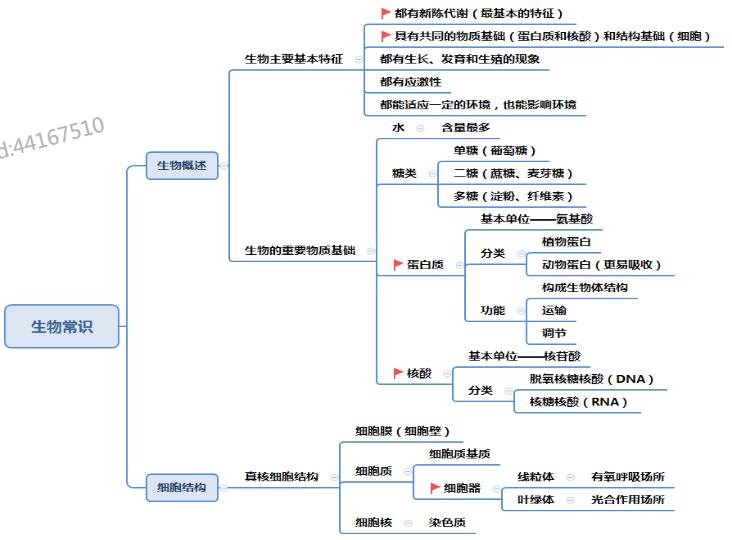 都有新陈代谢（最基本的特征）
具有共同的物质基础（蛋白质和核酸）和结构基础（细胞）
生物主要基本特征
都有生长、发育和生殖的现象
都有应激性
都能适应一定的环境，也能影响环境
d:44167510
生物概述
水 含量最多
单糖（葡萄糖）
糖类
二糖（蔗糖、麦芽糖）
多糖（淀粉、纤维素）
生物的重要物质基础
基本单位——氨基酸
蛋白质
分类
植物蛋白
动物蛋白（更易吸收）
构成生物体结构
功能
运输
调节
基本单位——核苷酸
核酸
分类
脱氧核糖核酸（DNA）
核糖核酸（RNA）
生物常识
细胞结构
真核细胞结构
细胞膜（细胞壁）
细胞质基质
细胞质
细胞器
线粒体 有氧呼吸场所
叶绿体 光合作用场所
细胞核 染色质